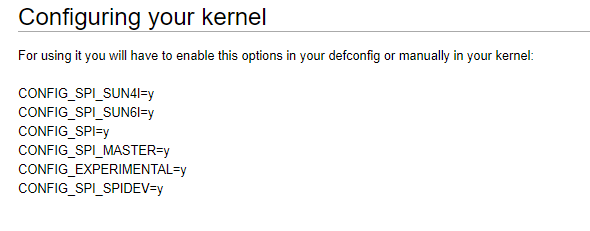 Configuring your kernel
For using it you will have to enable this options in your defconfig or manually in your kernel:
CONFIG_SPI_SUN4I=y
CONFIG_SPI_SUN6I=y
CONFIG_SPI=y
CONFIG_SPI_MASTER=y
CONFIG_EXPERIMENTAL=y
CONFIG_SPI_SPIDEV=y